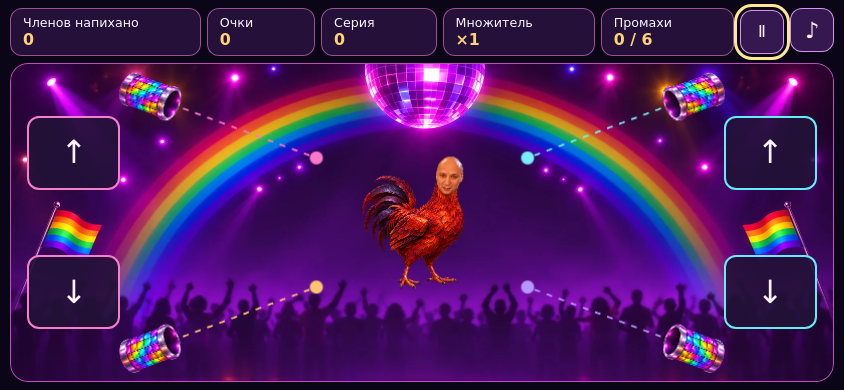 Членов напихано
0
Очки
0
Серия
0
Множитель
×1
Промахи
0 / 6
⏸
♪
↑
↑
↓
↓